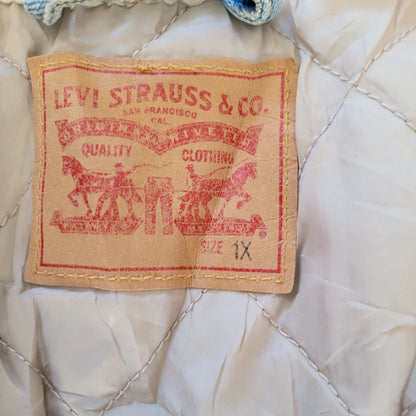 LEVI STRAUSS & CO.
SAN FRANCISCO
CAL.
QUALITY CLOTHING
SIZE 1X
®